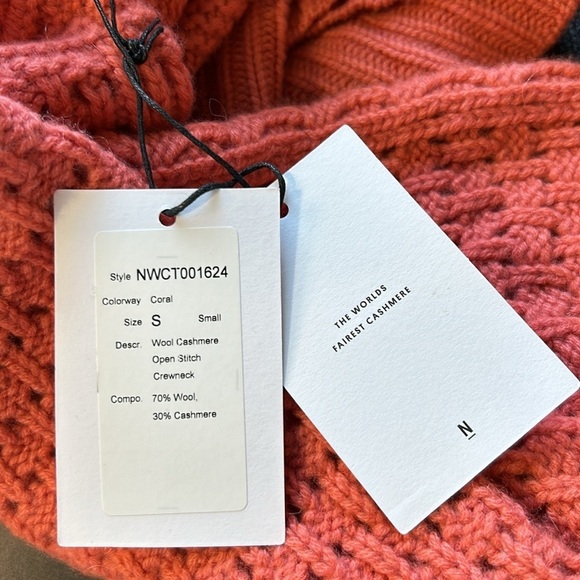 Style NWCT001624
Colorway Coral
Size S Small
Descr. Wool Cashmere
Open Stitch
Crewneck
Compo. 70% Wool,
30% Cashmere
THE WORLDS
FAIREST CASHMERE
N